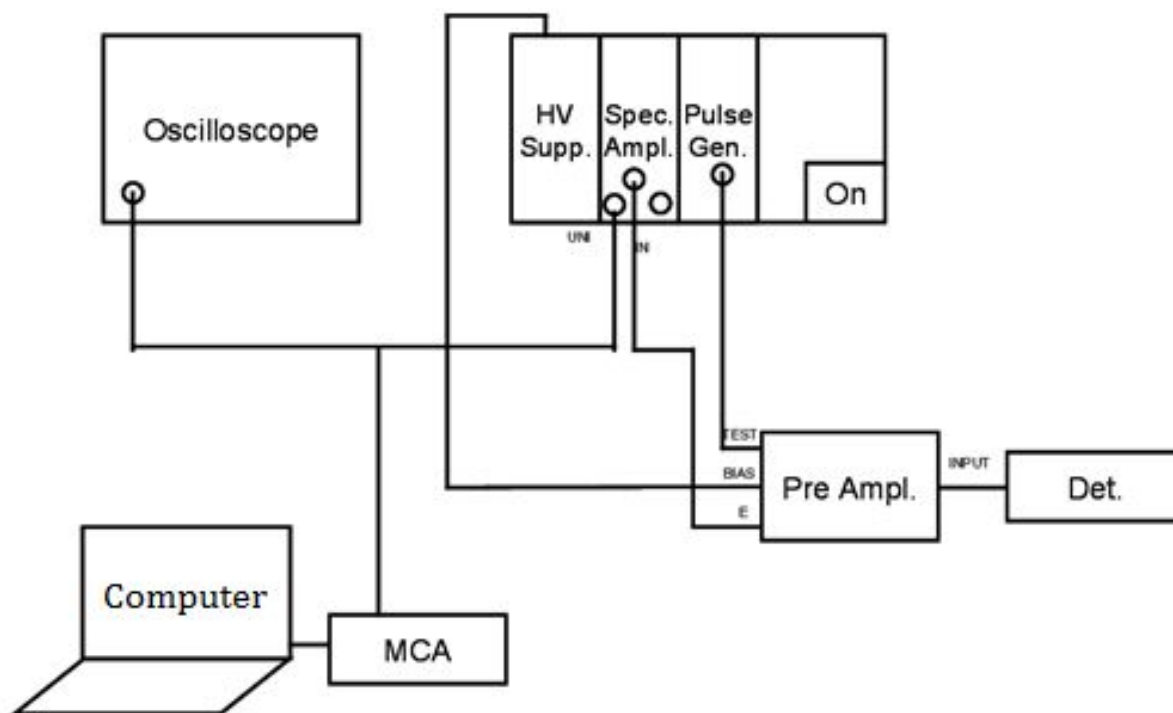 Oscilloscope
HV
Supp.
Spec.
Ampl.
Pulse
Gen.
On
UNI
IN
TEST
BIAS
E
Pre Ampl.
INPUT
Det.
Computer
MCA